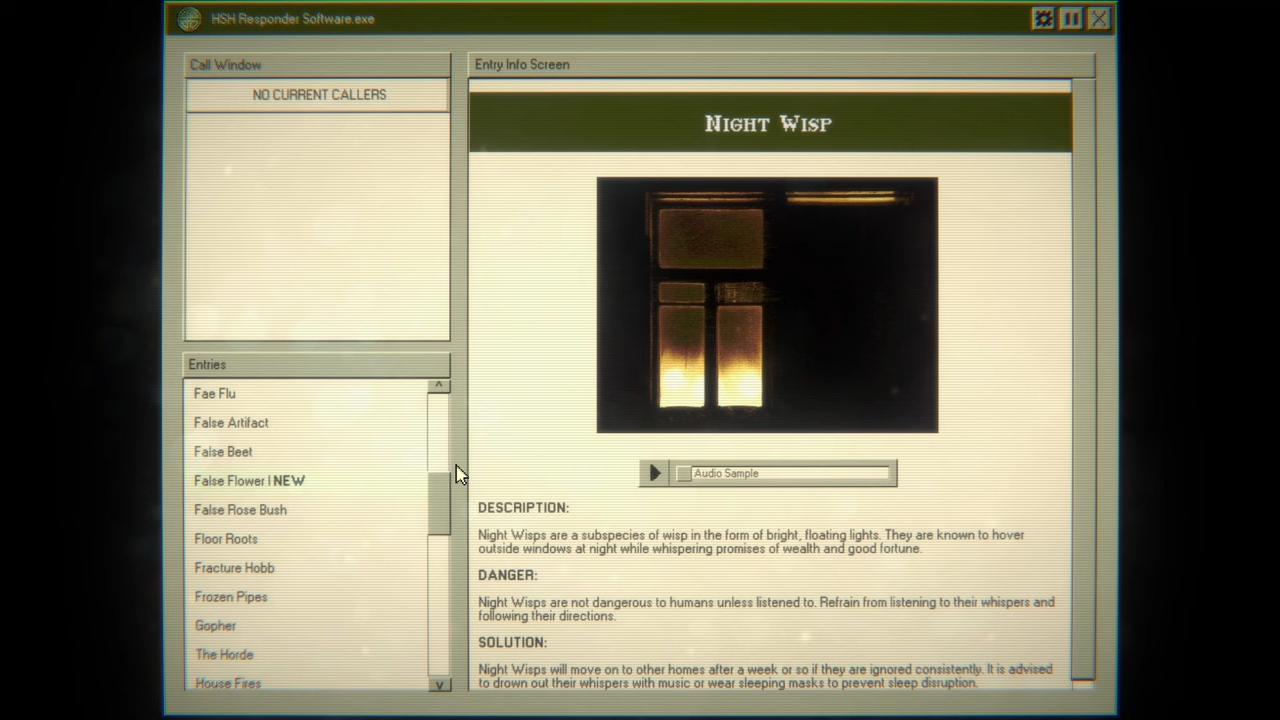 HSH Responder Software.exe
Call Window
NO CURRENT CALLERS
Entries
Fae Flu
False Artifact
False Beet
False Flower | NEW
False Rose Bush
Floor Roots
Fracture Hobb
Frozen Pipes
Gopher
The Horde
House Fires
Entry Info Screen
Night Wisp
Audio Sample
DESCRIPTION:
Night Wisps are a subspecies of wisp in the form of bright, floating lights. They are known to hover
outside windows at night while whispering promises of wealth and good fortune.
DANGER:
Night Wisps are not dangerous to humans unless listened to. Refrain from listening to their whispers and
following their directions.
SOLUTION:
Night Wisps will move on to other homes after a week or so if they are ignored consistently. It is advised
to drown out their whispers with music or wear sleeping masks to prevent sleep disruption.